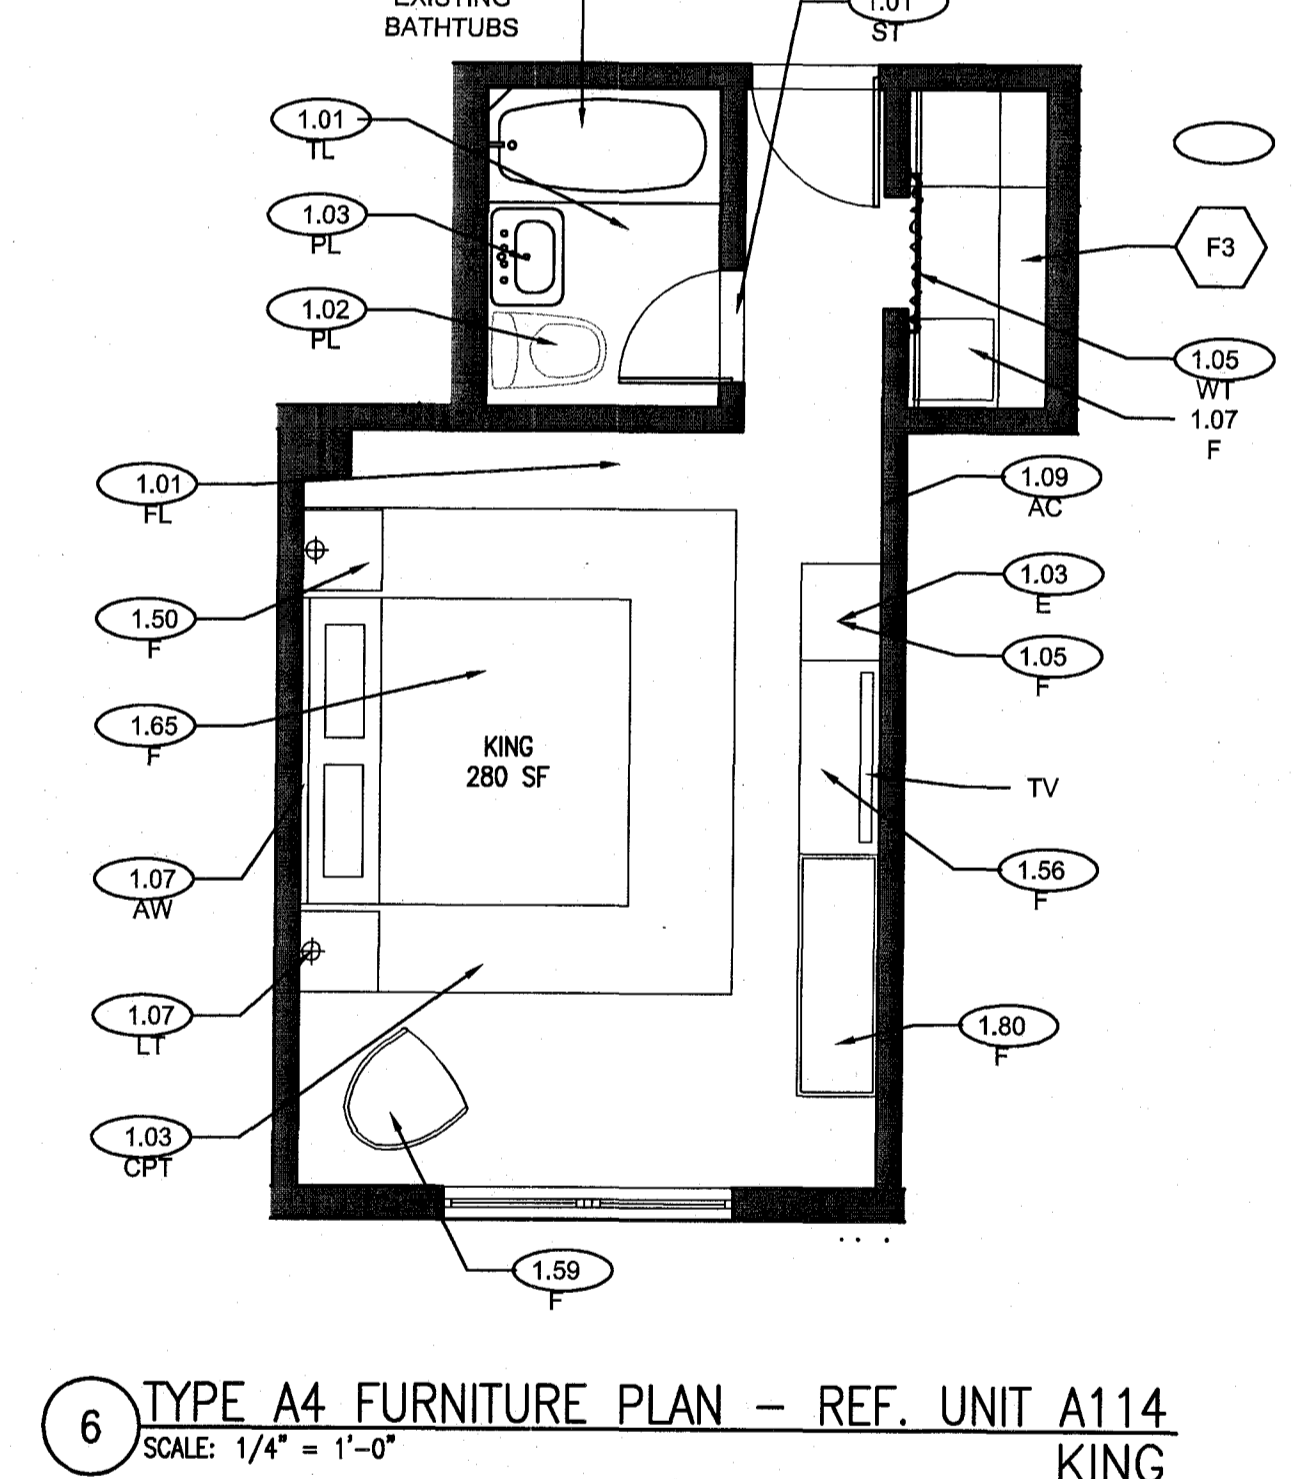 EXISTING
BATHTUBS
1.01
ST
1.01
TL
1.03
PL
1.02
PL
F3
1.05
WT
1.07
F
1.01
FL
1.09
AC
1.03
E
1.50
F
1.05
F
1.65
F
KING
280 SF
TV
1.07
AW
1.56
F
1.07
LT
1.80
F
1.03
CPT
1.59
F
6
TYPE A4 FURNITURE PLAN - REF. UNIT A114
SCALE: 1/4" = 1'-0"
KING